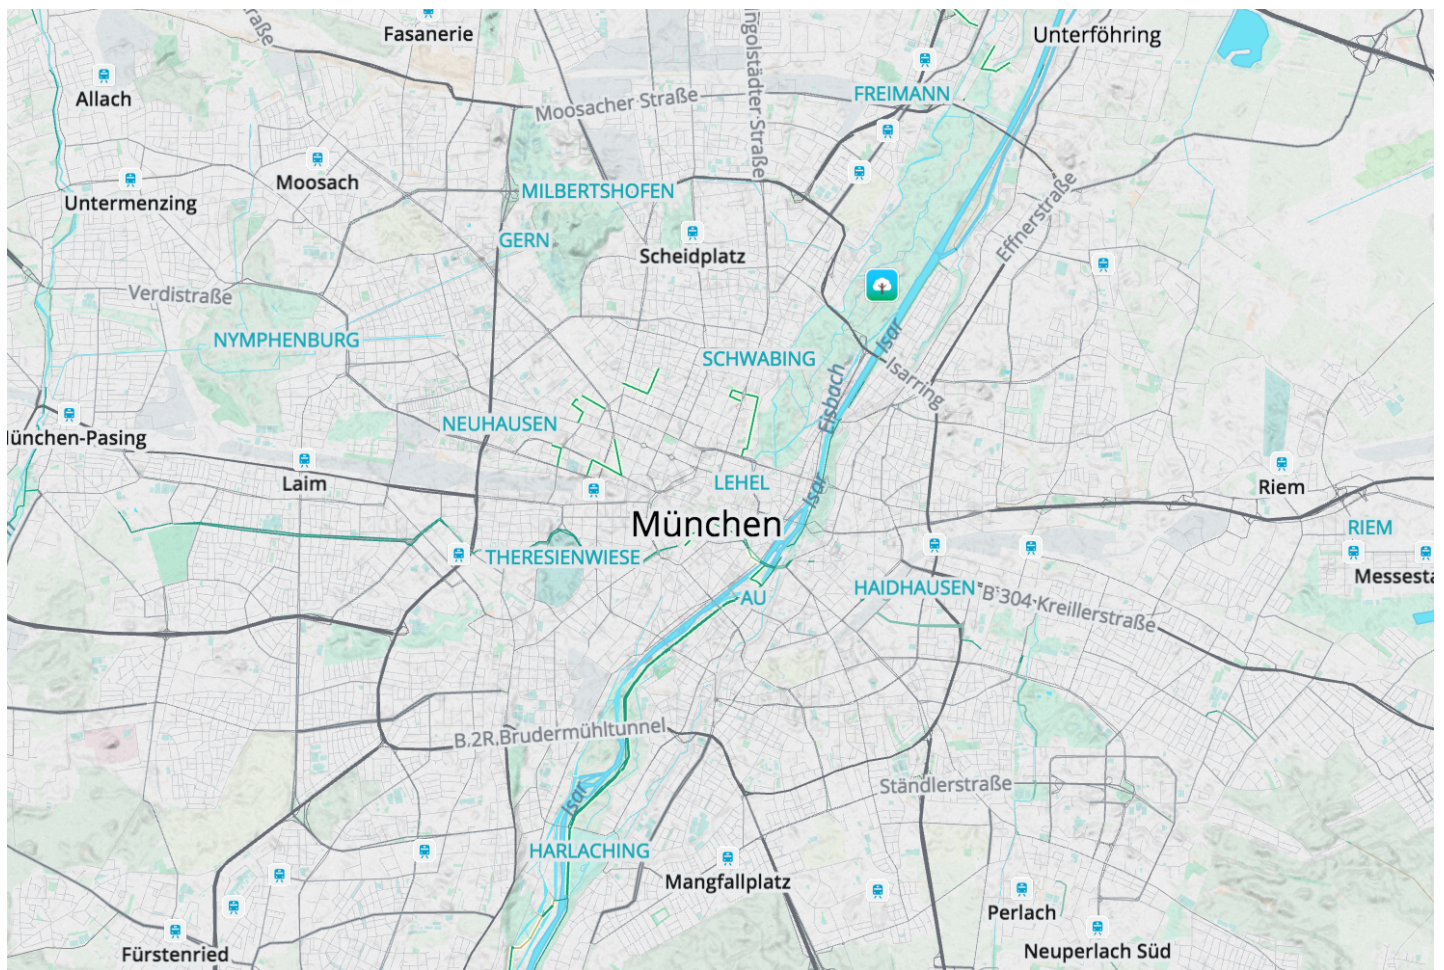 Fasanerie
Unterföhring
Allach
FREIMANN
Moosacher Straße
Ingolstädter-Straße
Moosach
Untermenzing
MILBERTSHOFEN
Effnerstraße
GERN
Scheidplatz
Verdistraße
NYMPHENBURG
SCHWABING
Isar
Isarring
Eisbach
NEUHAUSEN
München-Pasing
Laim
LEHEL
Isar
Riem
München
RIEM
THERESIENWIESE
Messesta
HAIDHAUSEN
AU
B 304 Kreillerstraße
B 2R Brudermühltunnel
Ständlerstraße
Isar
HARLACHING
Mangfallplatz
Perlach
Fürstenried
Neuperlach Süd